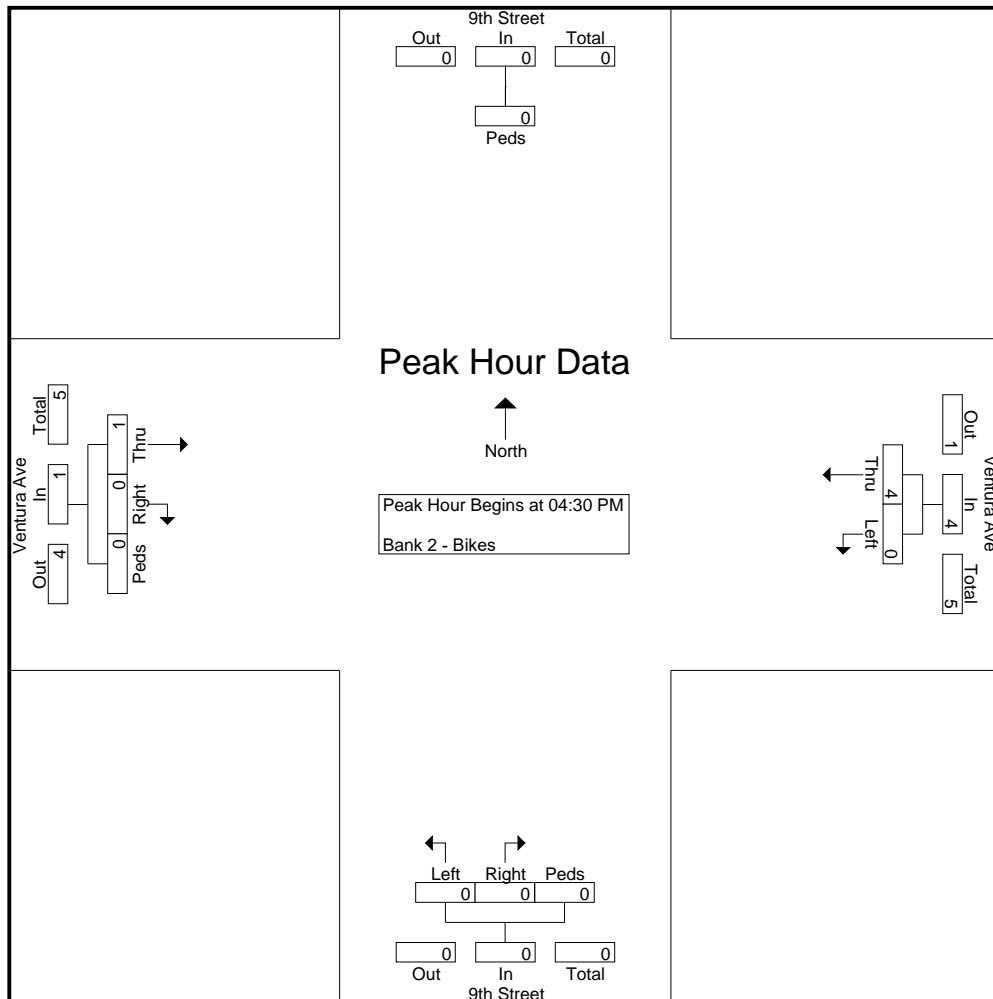 9th Street
Out In Total
0 0 0
0
Peds
Peak Hour Data
North
Peak Hour Begins at 04:30 PM
Bank 2 - Bikes
Ventura Ave
Total In Out
5 1 4
1 0 0
Thru Right Peds
Ventura Ave
Out In Total
1 4 5
4 0
Thru Left
Left Right Peds
0 0 0
0 0 0
Out In Total
9th Street